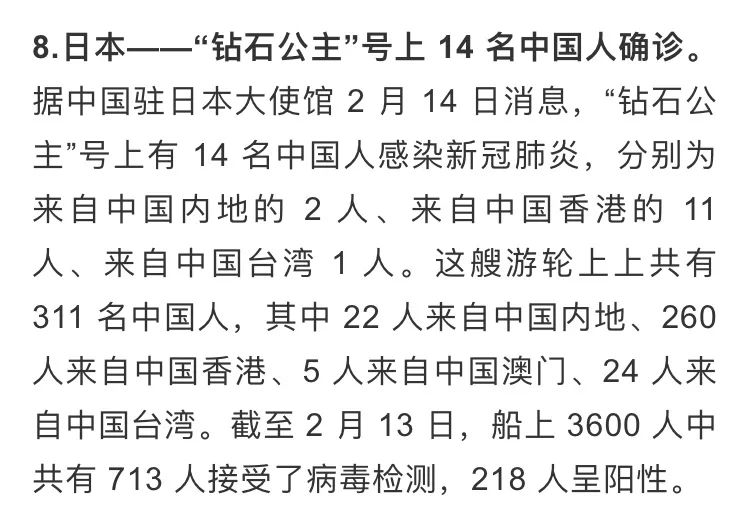 8.日本——“钻石公主”号上 14 名中国人确诊。
据中国驻日本大使馆 2 月 14 日消息，“钻石公
主”号上有 14 名中国人感染新冠肺炎，分别为
来自中国内地的 2 人、来自中国香港的 11
人、来自中国台湾 1 人。这艘游轮上上共有
311 名中国人，其中 22 人来自中国内地、260
人来自中国香港、5 人来自中国澳门、24 人来
自中国台湾。截至 2 月 13 日，船上 3600 人中
共有 713 人接受了病毒检测，218 人呈阳性。